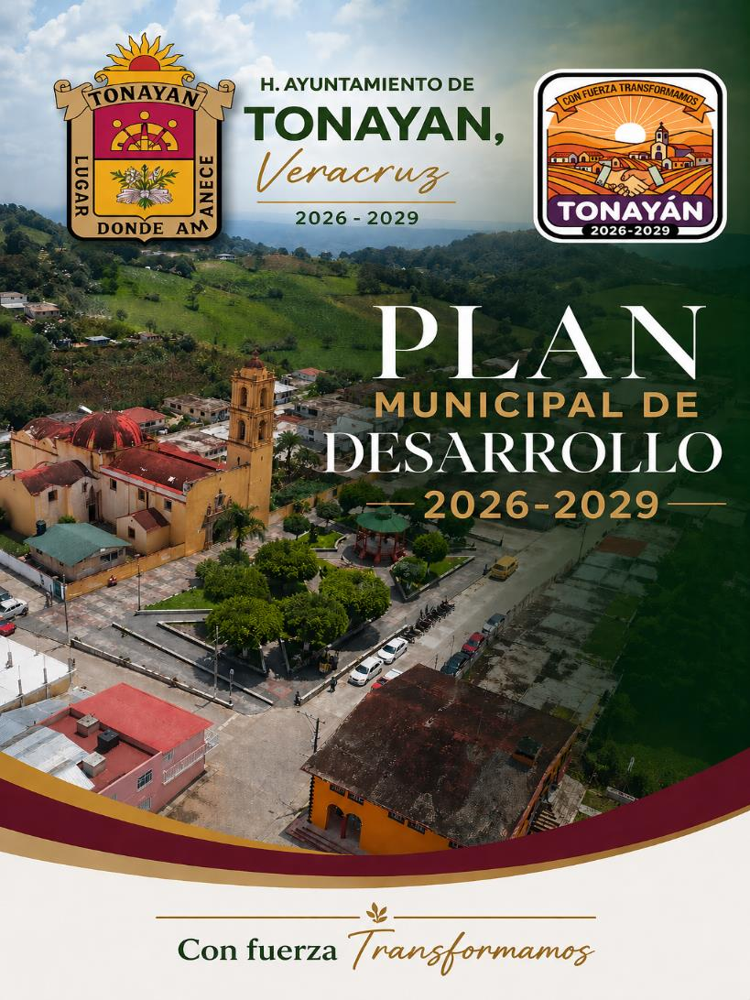 TONAYAN
LUGAR
DONDE AMANECE
H. AYUNTAMIENTO DE
TONAYAN,
Veracruz
2026 - 2029
CON FUERZA TRANSFORMAMOS
TONAYÁN
2026-2029
PLAN
MUNICIPAL DE
DESARROLLO
2026-2029
Con fuerza Transformamos